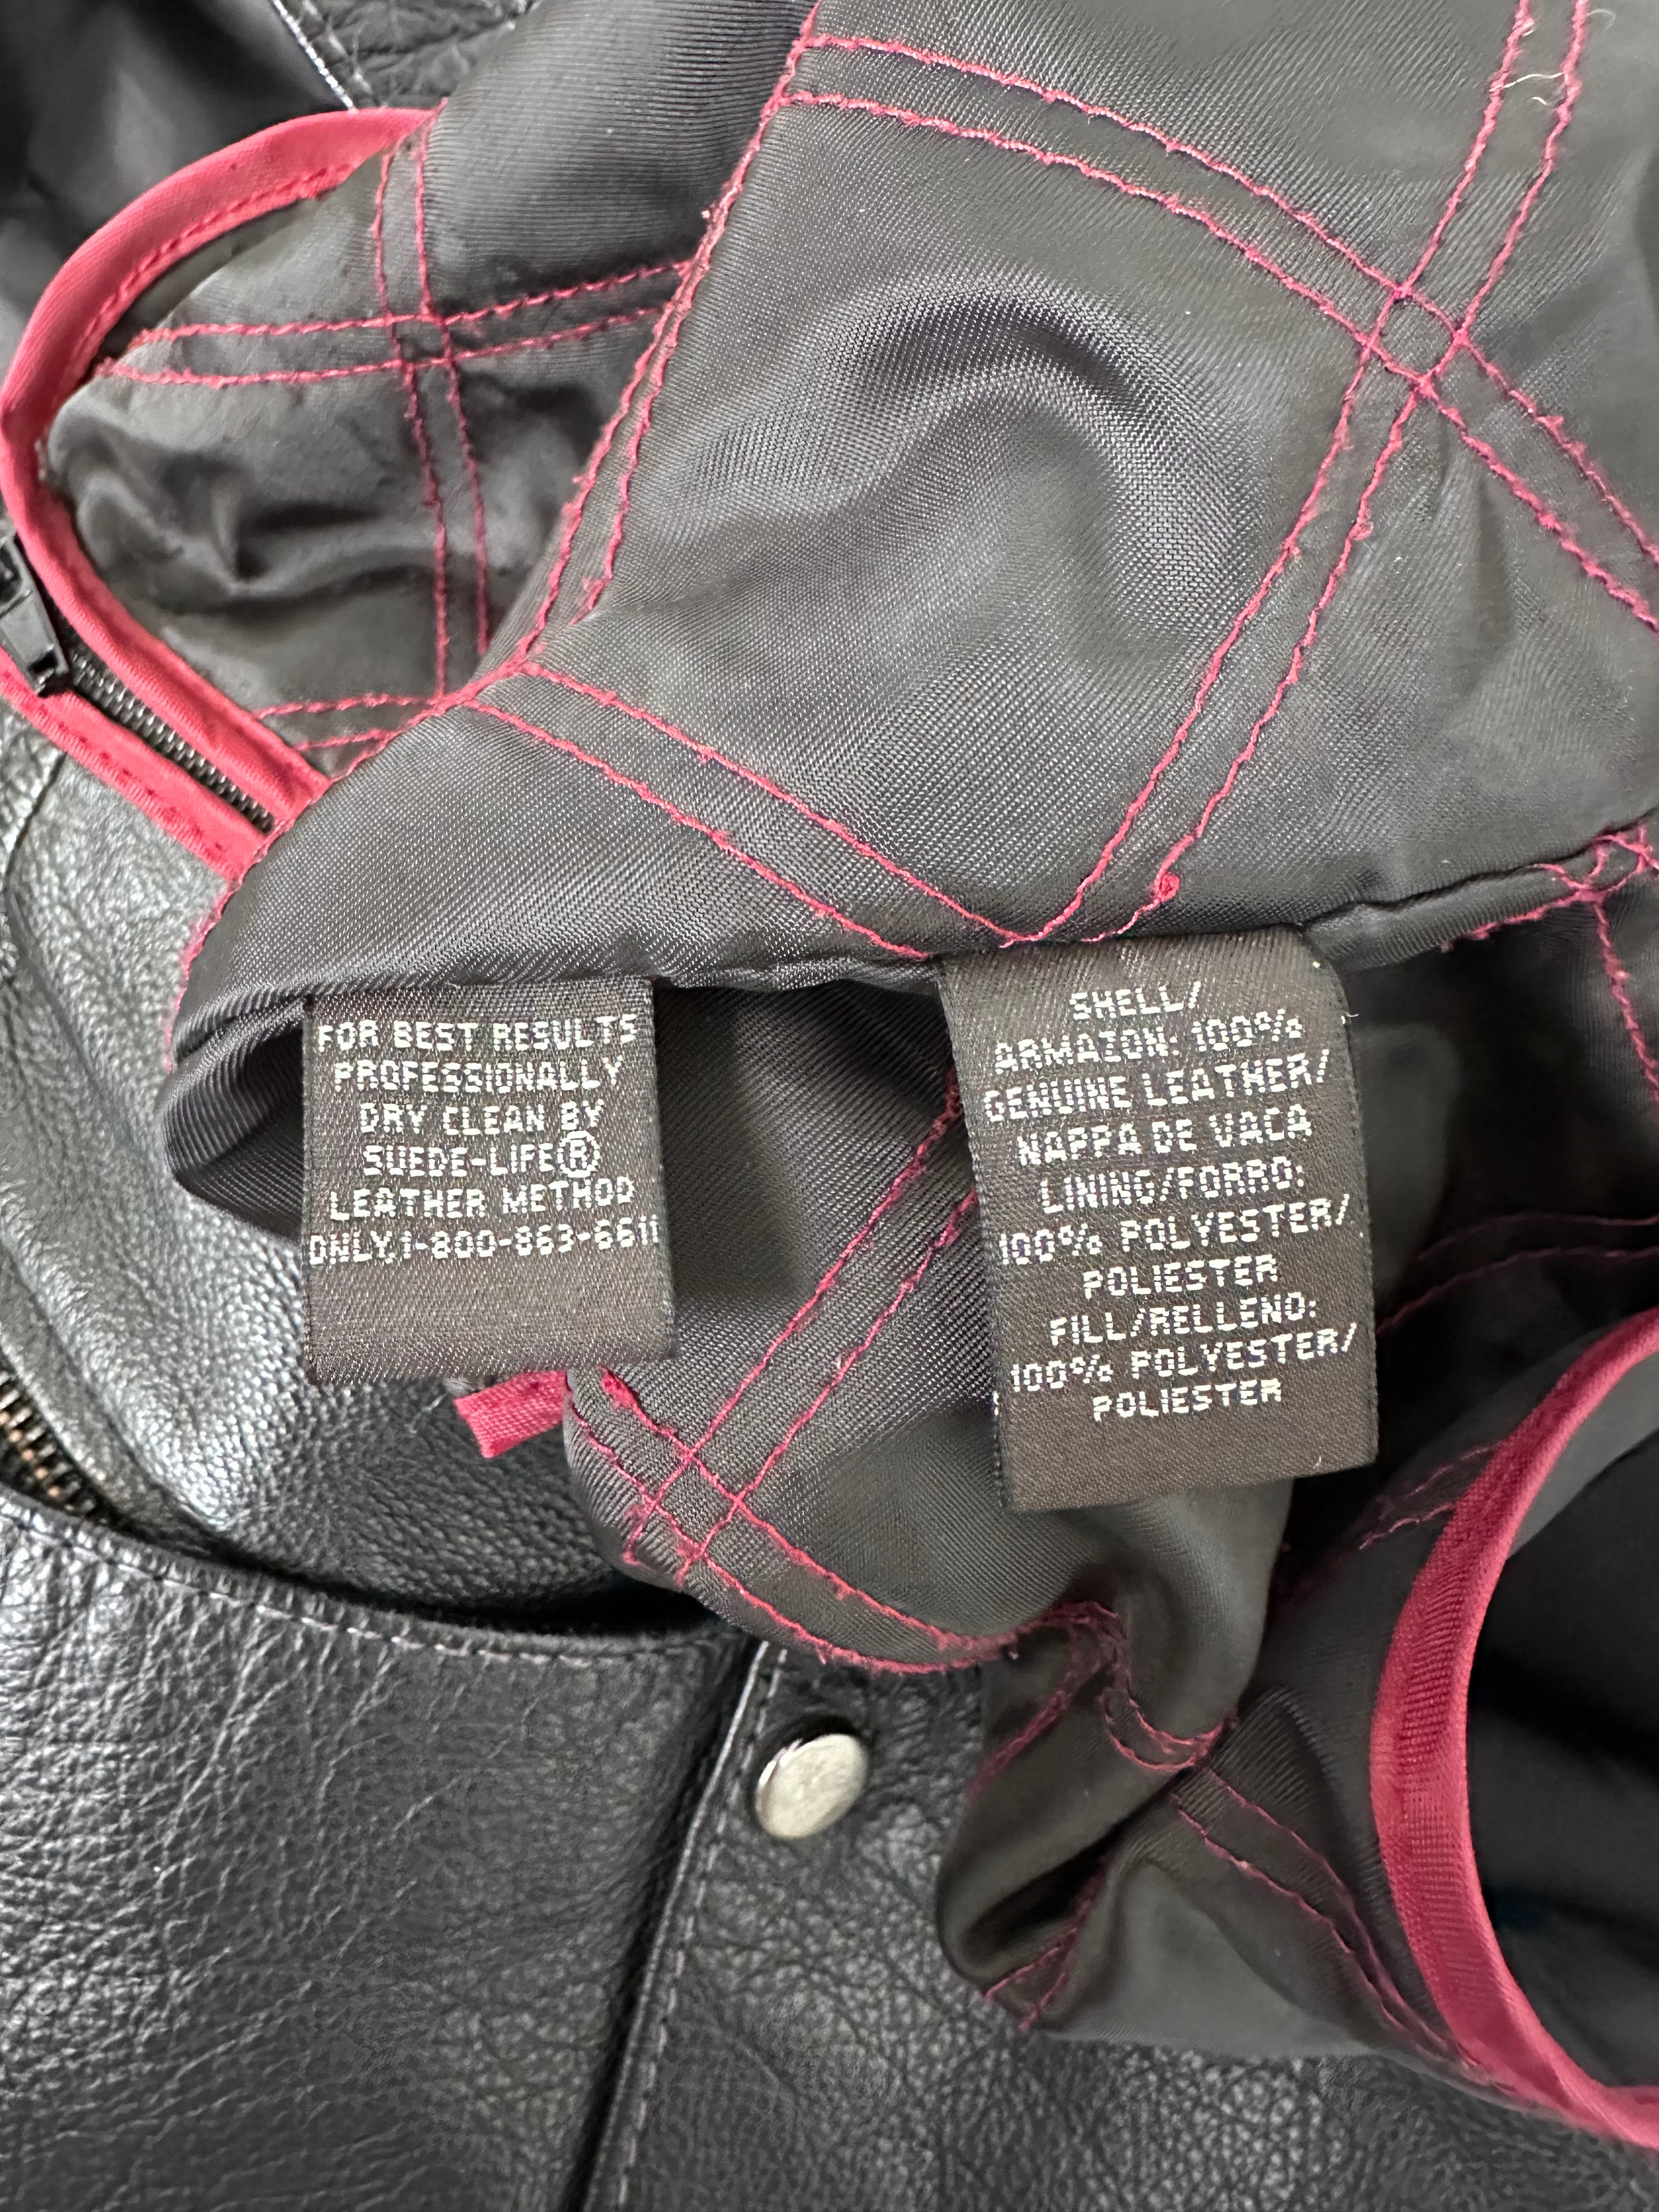 FOR BEST RESULTS
PROFESSIONALLY
DRY CLEAN BY
SUEDE-LIFE®
LEATHER METHOD
ONLY.1-800-863-6611
SHELL/
ARMAZON: 100%
GENUINE LEATHER/
NAPPA DE VACA
LINING/FORRO:
100% POLYESTER/
POLIESTER
FILL/RELLENO:
100% POLYESTER/
POLIESTER